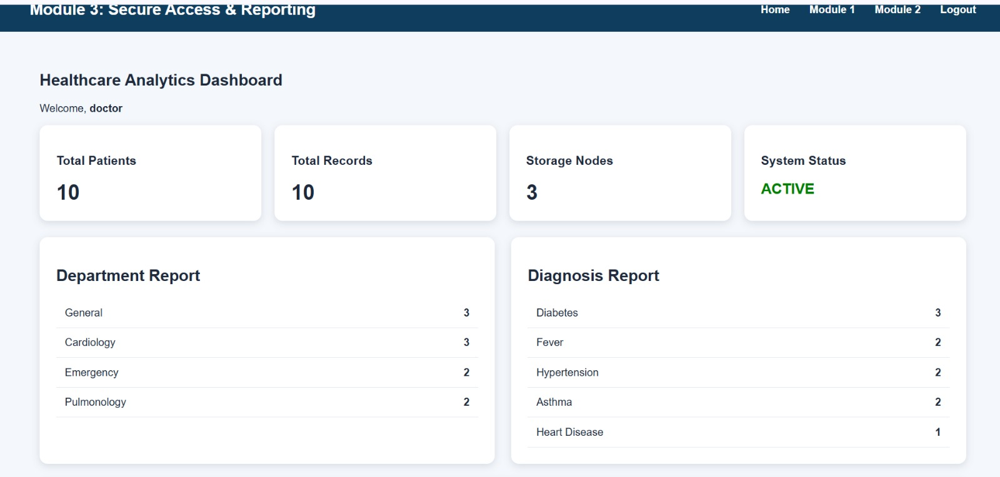 Module 3: Secure Access & Reporting
Home Module 1 Module 2 Logout
Healthcare Analytics Dashboard
Welcome, doctor
Total Patients
10
Total Records
10
Storage Nodes
3
System Status
ACTIVE
Department Report
General 3
Cardiology 3
Emergency 2
Pulmonology 2
Diagnosis Report
Diabetes 3
Fever 2
Hypertension 2
Asthma 2
Heart Disease 1